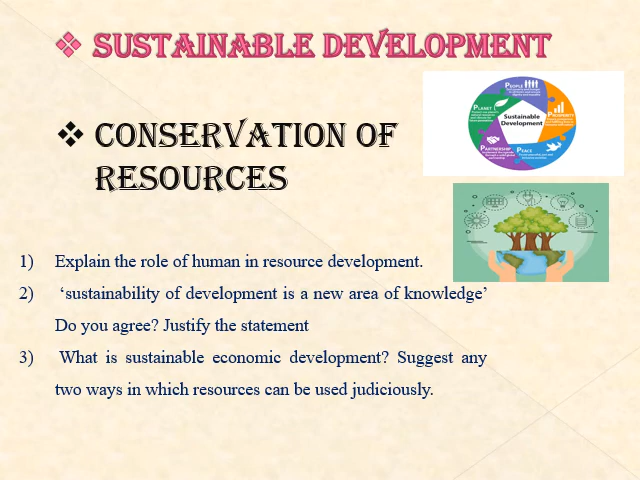 ❖ SUSTAINABLE DEVELOPMENT
❖ CONSERVATION OF
RESOURCES
PEOPLE
PLANET
PROSPERITY
Sustainable
Development
PARTNERSHIP
PEACE
1) Explain the role of human in resource development.
2) ‘sustainability of development is a new area of knowledge’
Do you agree? Justify the statement
3) What is sustainable economic development? Suggest any
two ways in which resources can be used judiciously.